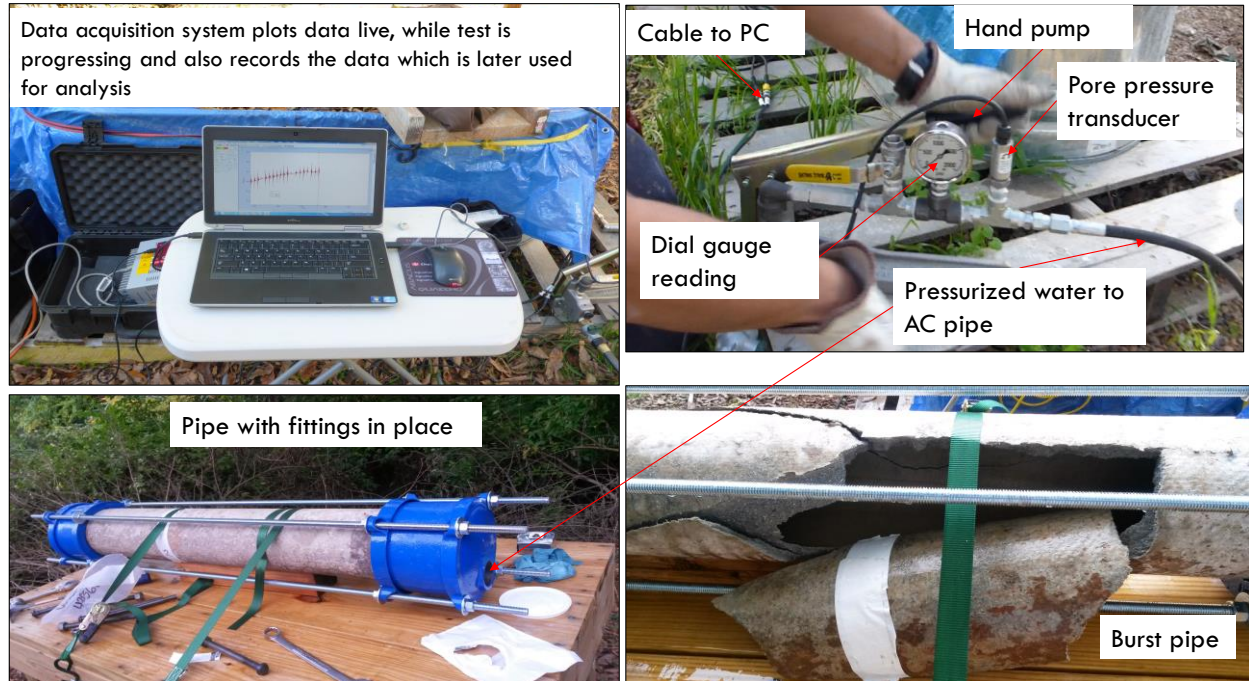 Data acquisition system plots data live, while test is
progressing and also records the data which is later used
for analysis
Cable to PC
Hand pump
Pore pressure
transducer
Dial gauge
reading
Pressurized water to
AC pipe
Pipe with fittings in place
Burst pipe